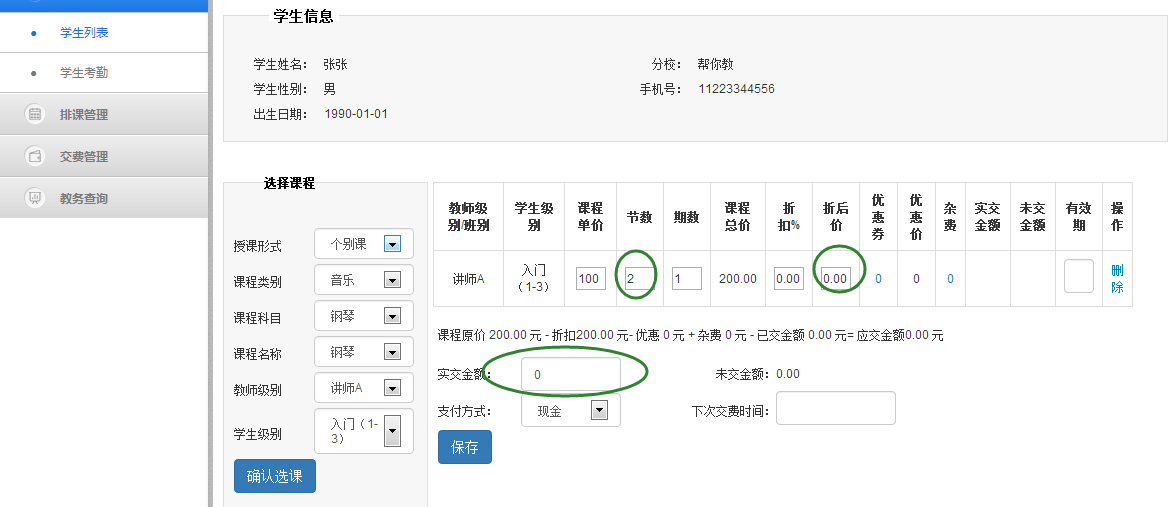 学生列表
学生考勤
排课管理
交费管理
教务查询
学生信息
学生姓名： 张张 分校： 帮你教
学生性别： 男 手机号： 11223344556
出生日期： 1990-01-01
选择课程
授课形式 个别课
课程类别 音乐
课程科目 钢琴
课程名称 钢琴
教师级别 讲师A
学生级别 入门（1-
3）
确认选课
教师级 学生级 课程 节数 期数 课程 折 折后 优 优 杂 实交 未交 有效 操
别/班别 别 单价 总价 扣% 价 惠 惠 费 金额 金额 期 作
券 价
讲师A 入门 100 2 1 200.00 0.00 0.00 0 0 0 删
（1-3） 除
课程原价 200.00 元 - 折扣200.00 元- 优惠 0 元 + 杂费 0 元 - 已交金额 0.00 元= 应交金额0.00 元
实交金额： 0 未交金额：0.00
支付方式： 现金 下次交费时间：
保存